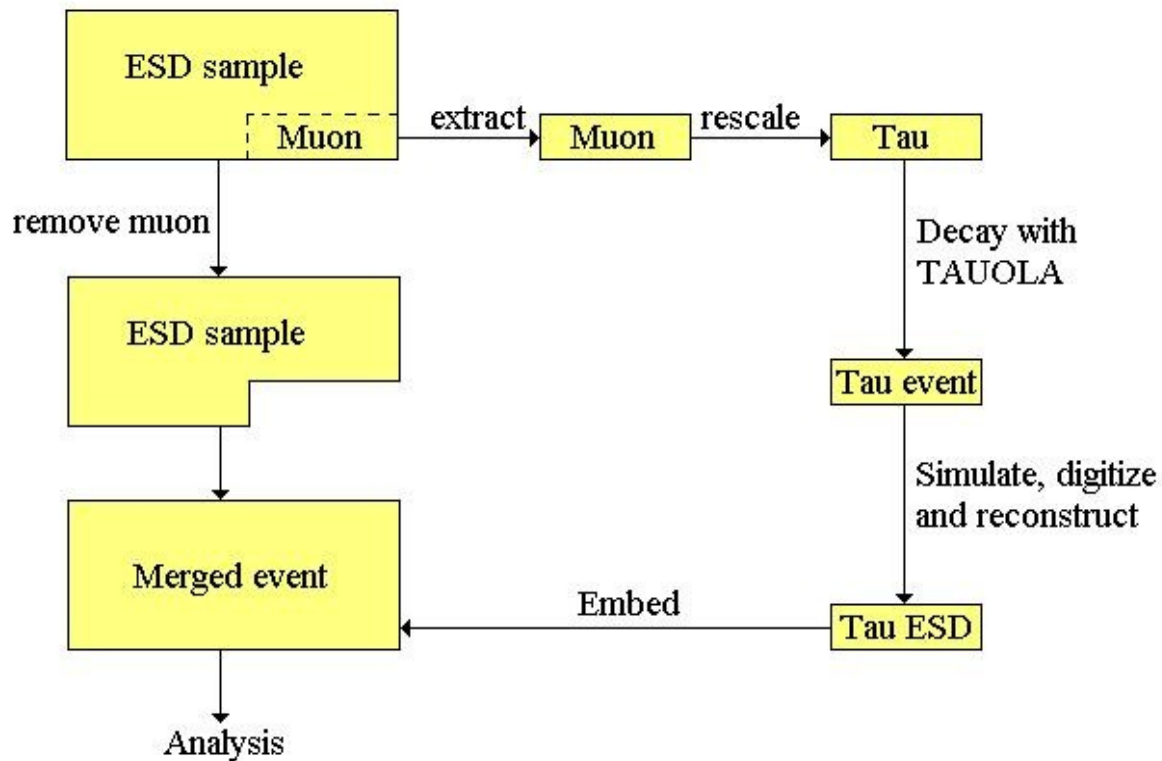 ESD sample
Muon
extract
Muon
rescale
Tau
remove muon
Decay with
TAUOLA
ESD sample
Tau event
Simulate, digitize
and reconstruct
Merged event
Embed
Tau ESD
Analysis